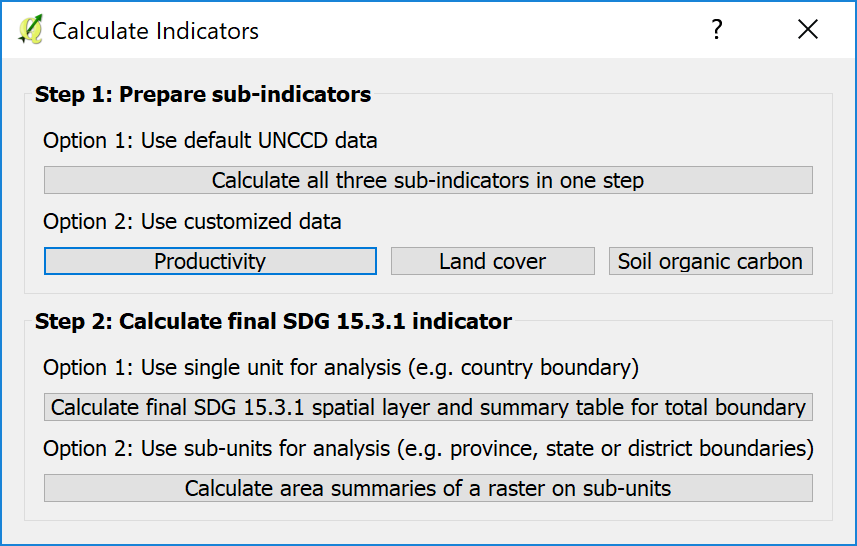 Calculate Indicators
?
Step 1: Prepare sub-indicators
Option 1: Use default UNCCD data
Calculate all three sub-indicators in one step
Option 2: Use customized data
Productivity Land cover Soil organic carbon
Step 2: Calculate final SDG 15.3.1 indicator
Option 1: Use single unit for analysis (e.g. country boundary)
Calculate final SDG 15.3.1 spatial layer and summary table for total boundary
Option 2: Use sub-units for analysis (e.g. province, state or district boundaries)
Calculate area summaries of a raster on sub-units